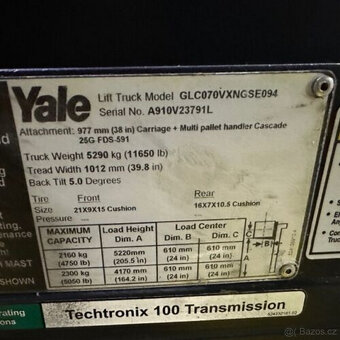 Yale
Lift Truck Model GLC070VXNGSE094
Serial No. A910V23791L
Attachment: 977 mm (38 in) Carriage + Multi pallet handler Cascade
25G-FDS-591
Truck Weight 5290 kg (11650 lb)
Tread Width 1012 mm (39.8 in)
Back Tilt 5.0 Degrees
Front Rear
Size 21X9X15 Cushion 16X7X10.5 Cushion
Pressure
MAXIMUM CAPACITY Load Height Dim. A Load Center Dim. B Dim. C Dim. D
2160 kg (4750 lb) 5220mm (205.5 in) 610 mm (24 in) 610 mm (24 in)
2300 kg (5050 lb) 4170 mm (164.2 in) 610 mm (24 in) 610 mm (24 in)
MAST
SHOWN
Techtronix 100 Transmission